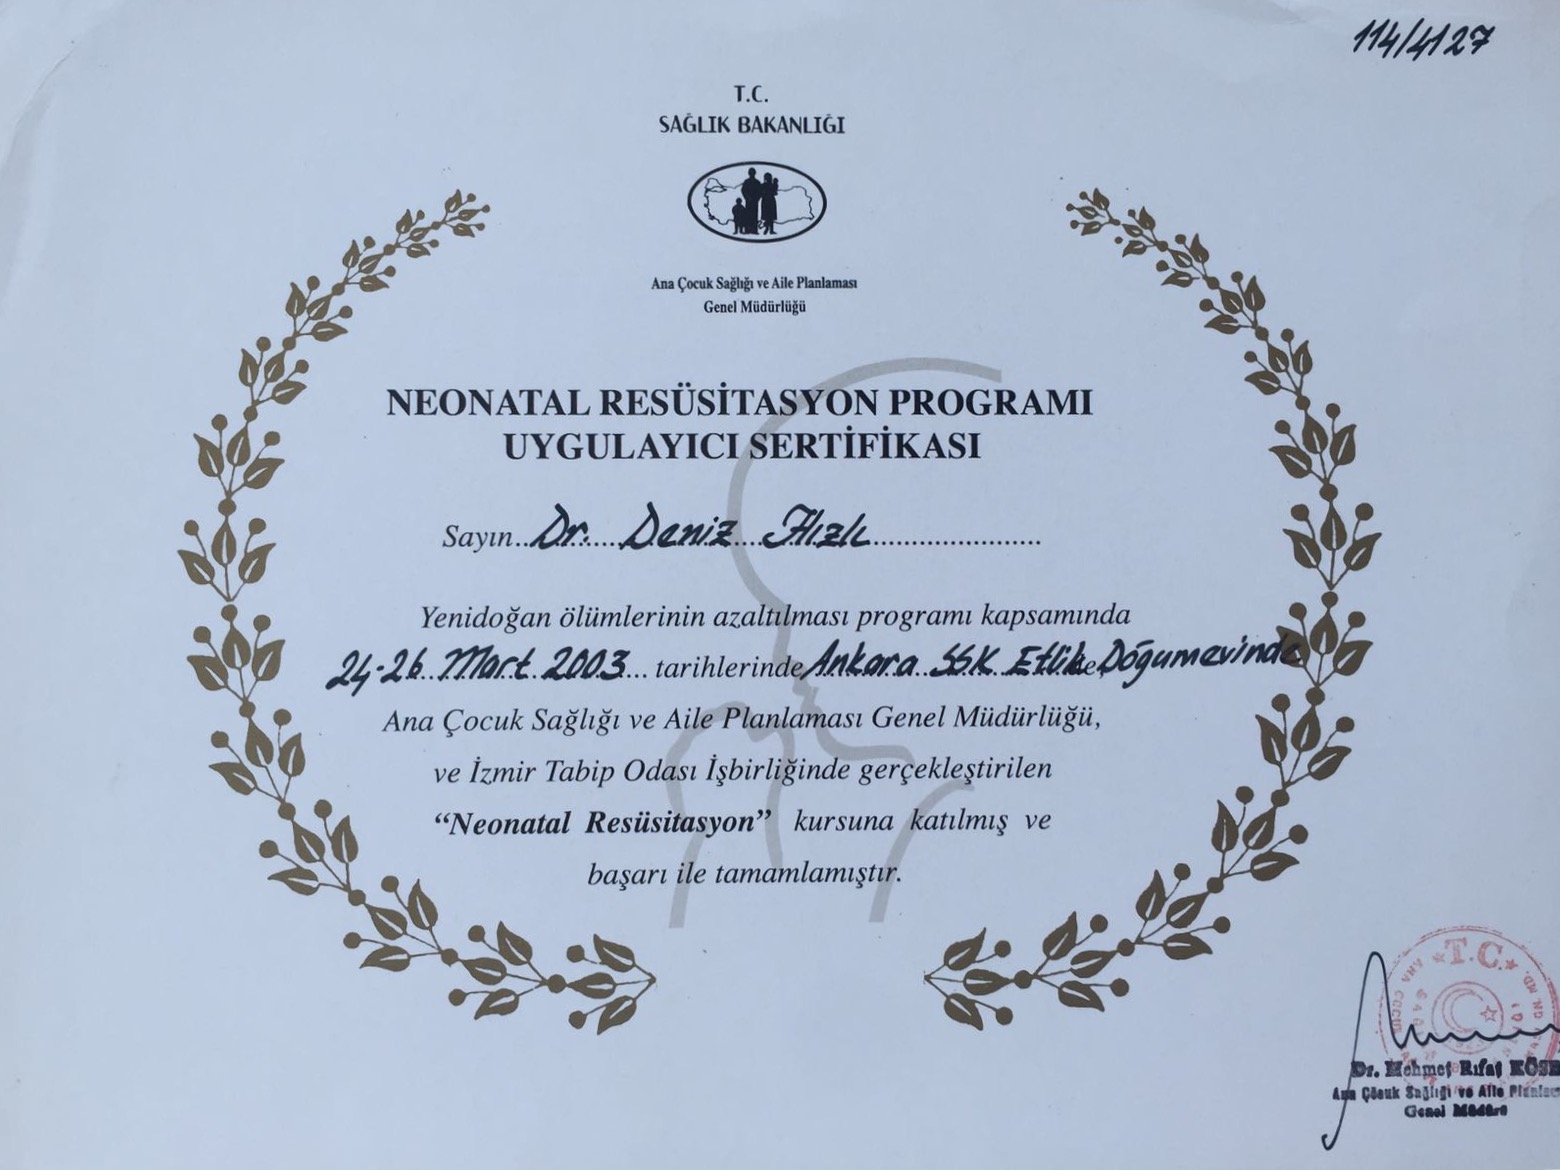 114/4127
T.C.
SAĞLIK BAKANLIĞI
Ana Çocuk Sağlığı ve Aile Planlaması
Genel Müdürlüğü
NEONATAL RESÜSİTASYON PROGRAMI
UYGULAYICI SERTİFİKASI
Sayın..Dr......Deniz....Hızlı......................
Yenidoğan ölümlerinin azaltılması programı kapsamında
24-26..Mart..2003... tarihlerinde Ankara..SSK Etlik Doğumevinde
Ana Çocuk Sağlığı ve Aile Planlaması Genel Müdürlüğü,
ve İzmir Tabip Odası İşbirliğinde gerçekleştirilen
“Neonatal Resüsitasyon” kursuna katılmış ve
başarı ile tamamlamıştır.
T.C.
Dr. Mehmet Rıfat KÖSE
Ana Çocuk Sağlığı ve Aile
Genel Müdürü